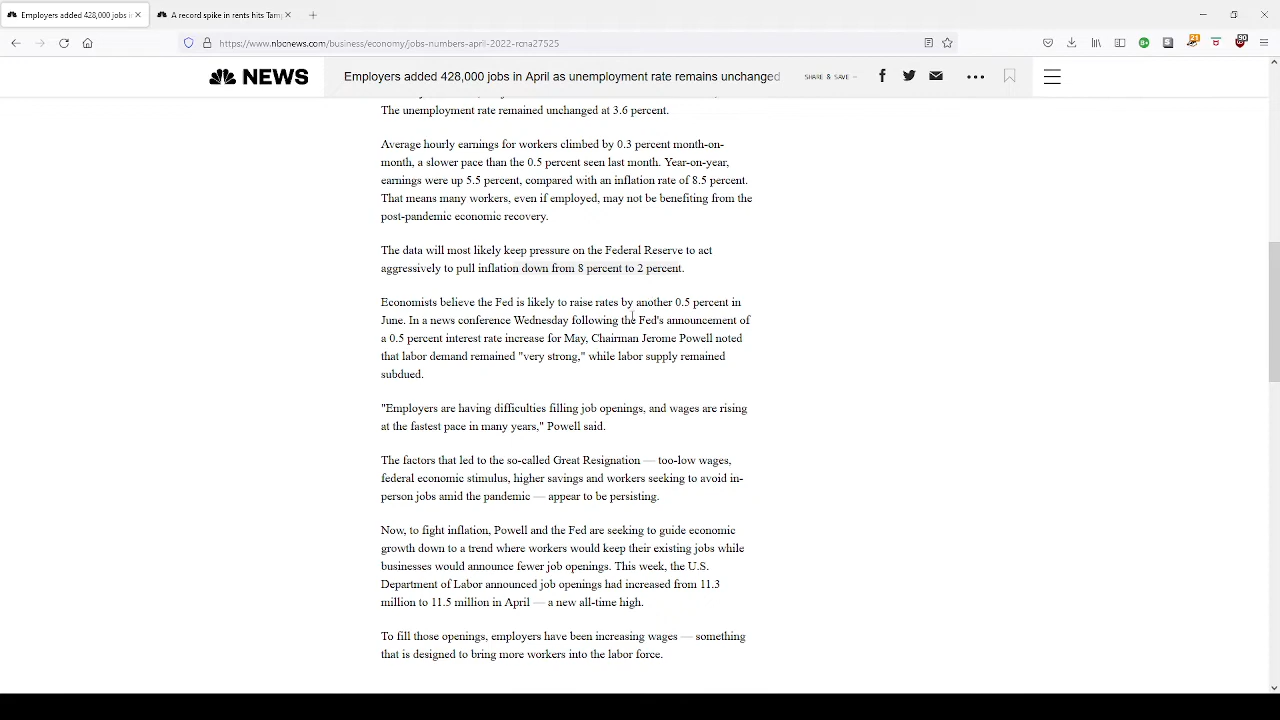 Employers added 428,000 jobs i
A record spike in rents hits Tam
https://www.nbcnews.com/business/economy/jobs-numbers-april-2022-rcna27525
21
90
NEWS
Employers added 428,000 jobs in April as unemployment rate remains unchanged
SHARE & SAVE
The unemployment rate remained unchanged at 3.6 percent.
Average hourly earnings for workers climbed by 0.3 percent month-on-
month, a slower pace than the 0.5 percent seen last month. Year-on-year,
earnings were up 5.5 percent, compared with an inflation rate of 8.5 percent.
That means many workers, even if employed, may not be benefiting from the
post-pandemic economic recovery.
The data will most likely keep pressure on the Federal Reserve to act
aggressively to pull inflation down from 8 percent to 2 percent.
Economists believe the Fed is likely to raise rates by another 0.5 percent in
June. In a news conference Wednesday following the Fed's announcement of
a 0.5 percent interest rate increase for May, Chairman Jerome Powell noted
that labor demand remained "very strong," while labor supply remained
subdued.
"Employers are having difficulties filling job openings, and wages are rising
at the fastest pace in many years," Powell said.
The factors that led to the so-called Great Resignation — too-low wages,
federal economic stimulus, higher savings and workers seeking to avoid in-
person jobs amid the pandemic — appear to be persisting.
Now, to fight inflation, Powell and the Fed are seeking to guide economic
growth down to a trend where workers would keep their existing jobs while
businesses would announce fewer job openings. This week, the U.S.
Department of Labor announced job openings had increased from 11.3
million to 11.5 million in April — a new all-time high.
To fill those openings, employers have been increasing wages — something
that is designed to bring more workers into the labor force.